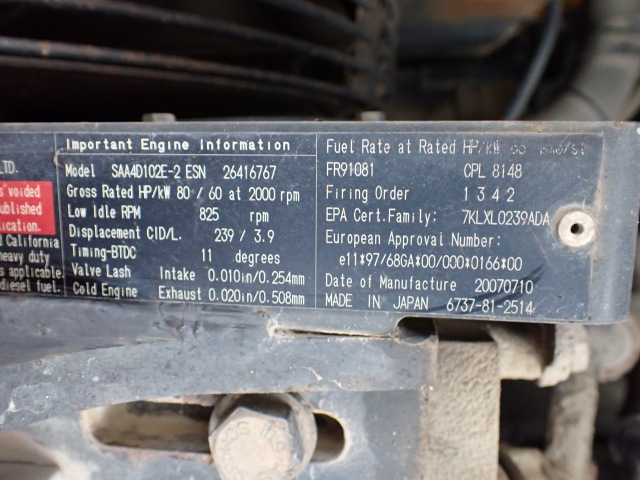 LTD.
s voided
ublished
ication.
d California
heavy duty
s applicable.
diesel fuel.
Important Engine Information
Model SAA4D102E-2 ESN 26416767
Gross Rated HP/kW 80 / 60 at 2000 rpm
Low Idle RPM 825 rpm
Displacement CID/L. 239 / 3.9
Timing-BTDC 11 degrees
Valve Lash Intake 0.010in/0.254mm
Cold Engine Exhaust 0.020in/0.508mm
Fuel Rate at Rated HP/kW
FR91081 CPL 8148
Firing Order 1 3 4 2
EPA Cert.Family: 7KLXL0239ADA
European Approval Number:
e11*97/68GA*00/000*0166*00
Date of Manufacture 20070710
MADE IN JAPAN 6737-81-2514